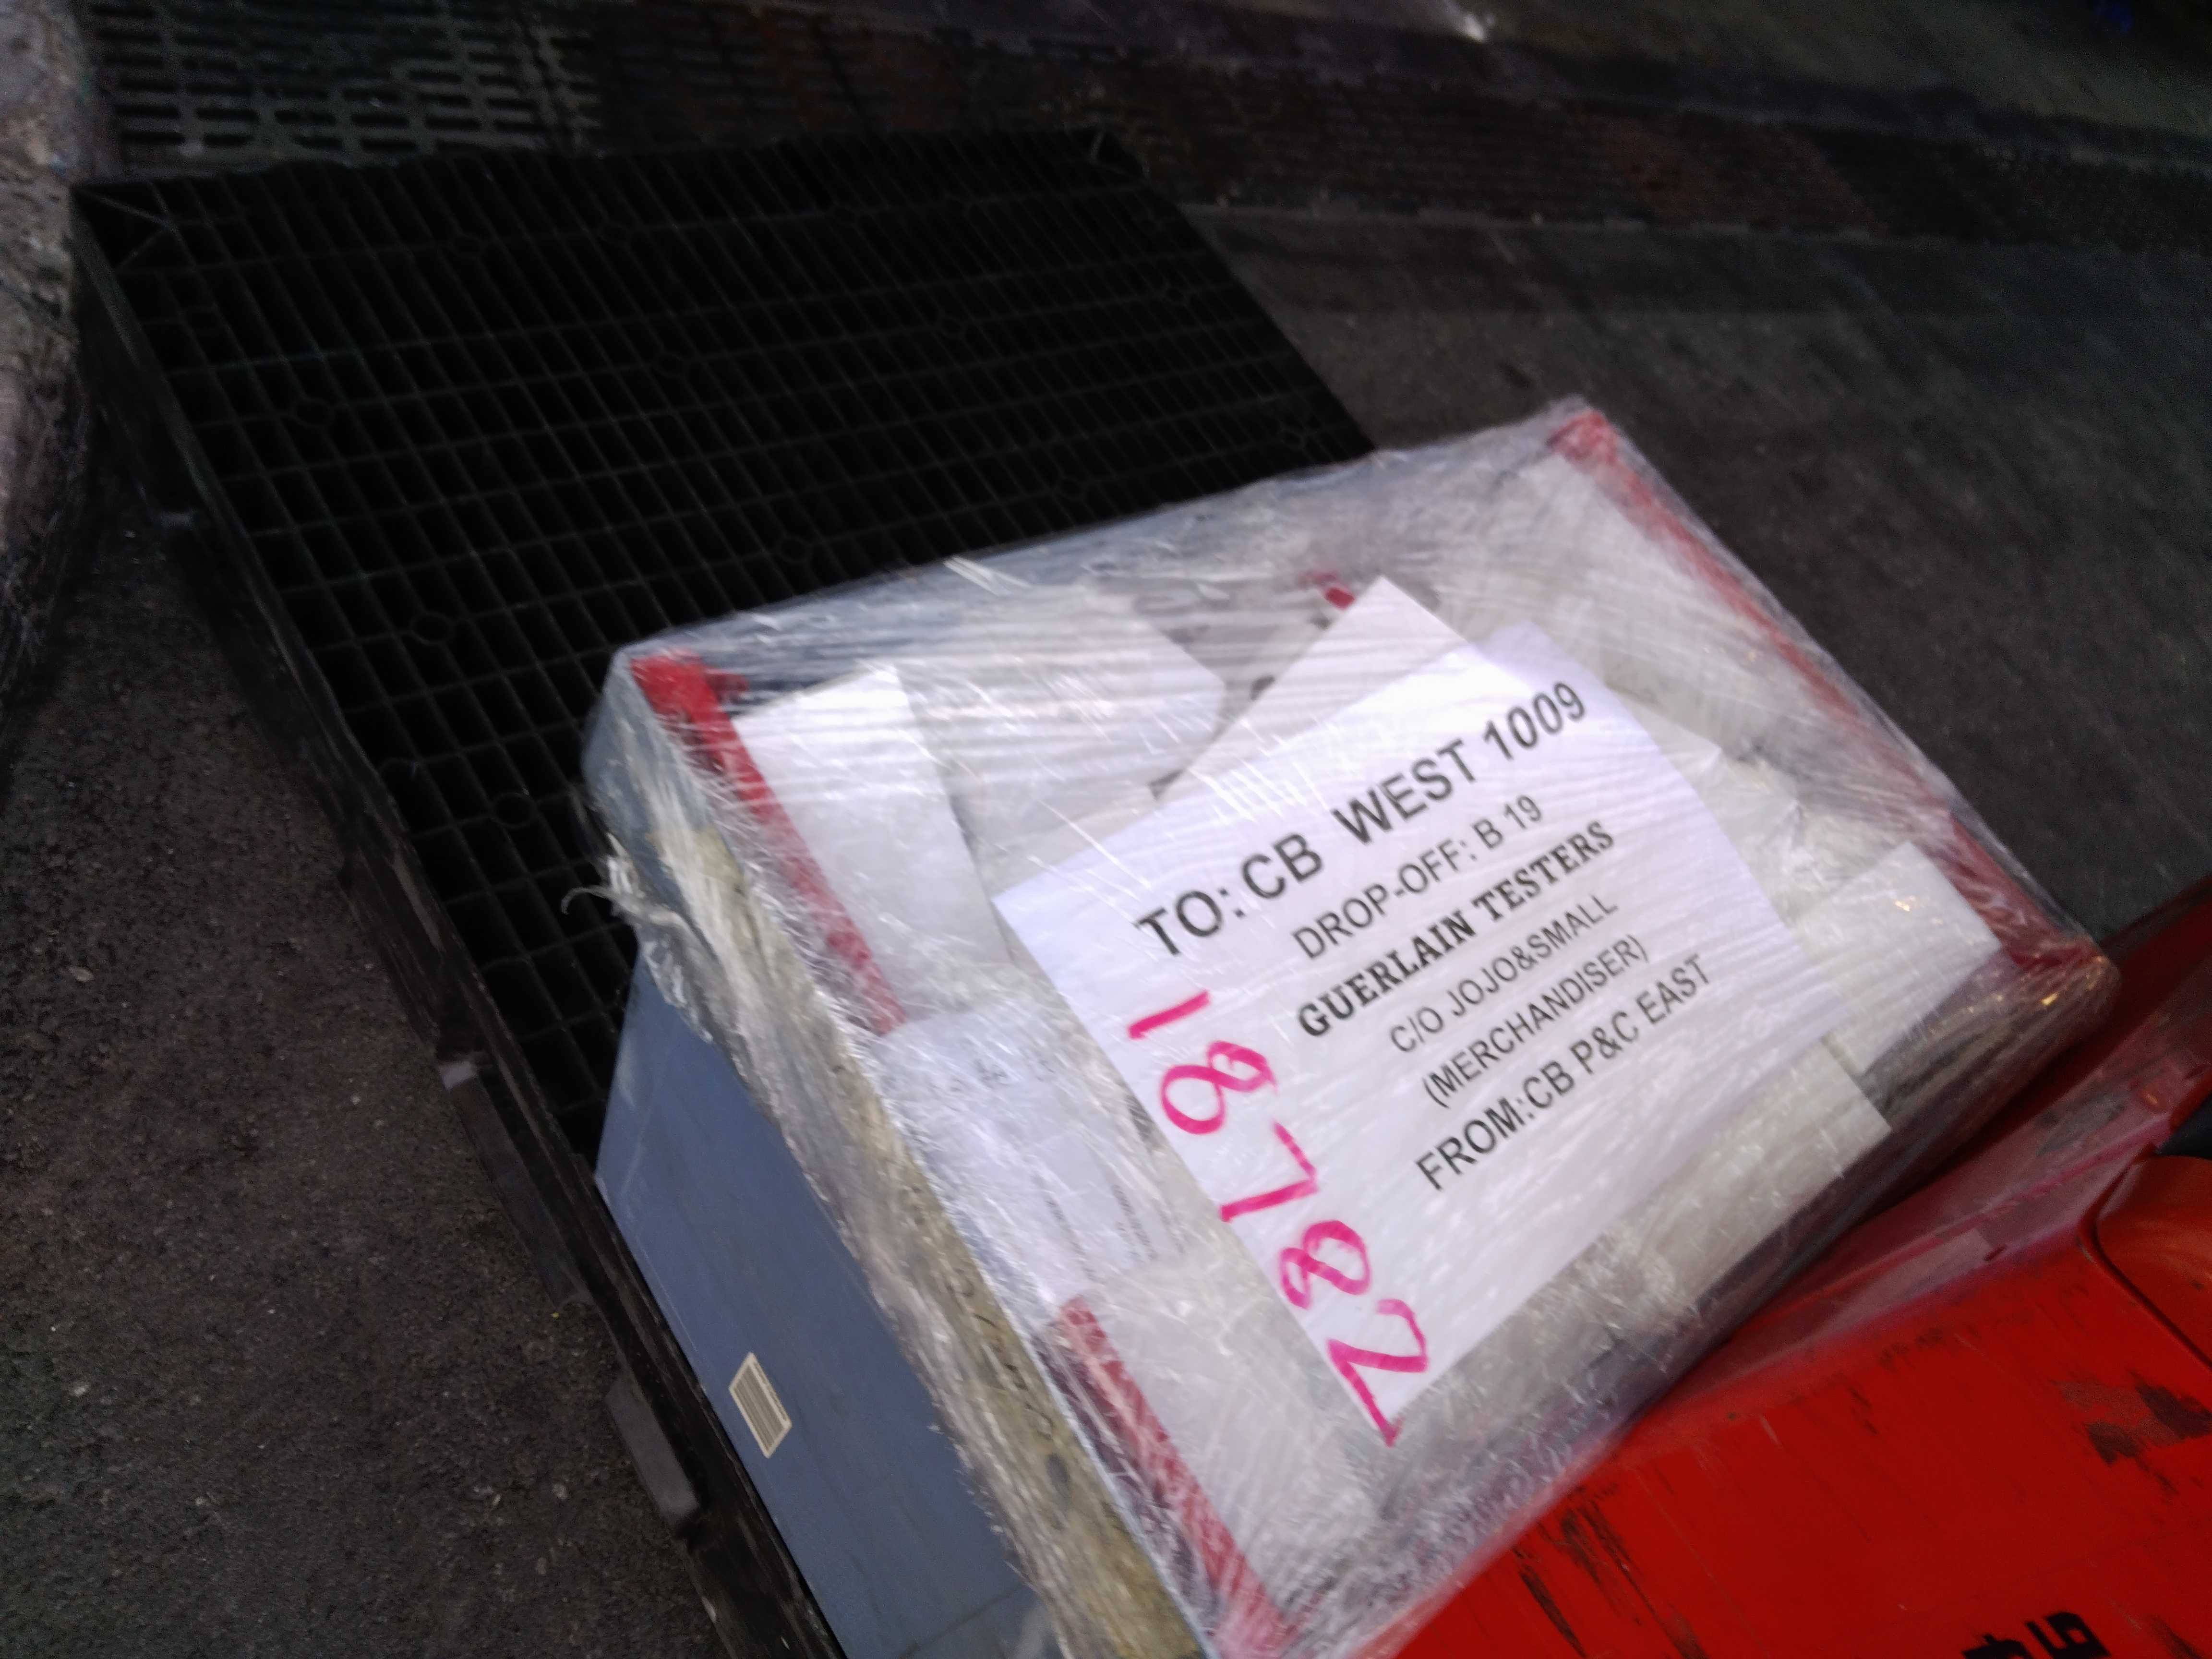 TO: CB WEST 1009
DROP-OFF: B 19
GUERLAIN TESTERS
C/O JOJO&SMALL
(MERCHANDISER)
FROM:CB P&C EAST
18782